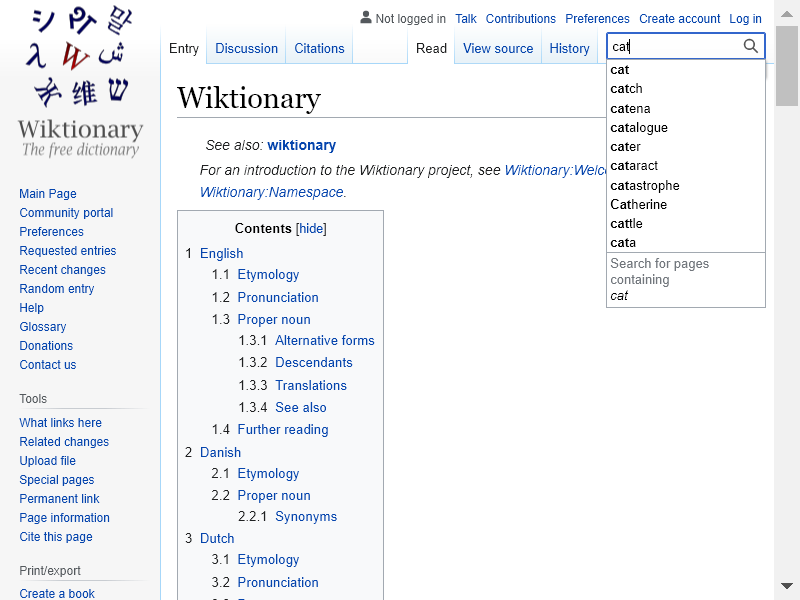 Not logged in Talk Contributions Preferences Create account Log in
Entry Discussion Citations Read View source History cat
Wiktionary
The free dictionary
Main Page
Community portal
Preferences
Requested entries
Recent changes
Random entry
Help
Glossary
Donations
Contact us
Tools
What links here
Related changes
Upload file
Special pages
Permanent link
Page information
Cite this page
Print/export
Create a book
Wiktionary
See also: wiktionary
For an introduction to the Wiktionary project, see Wiktionary:Welc
Wiktionary:Namespace.
Contents [hide]
1 English
1.1 Etymology
1.2 Pronunciation
1.3 Proper noun
1.3.1 Alternative forms
1.3.2 Descendants
1.3.3 Translations
1.3.4 See also
1.4 Further reading
2 Danish
2.1 Etymology
2.2 Proper noun
2.2.1 Synonyms
3 Dutch
3.1 Etymology
3.2 Pronunciation
cat
catch
catena
catalogue
cater
cataract
catastrophe
Catherine
cattle
cata
Search for pages
containing
cat